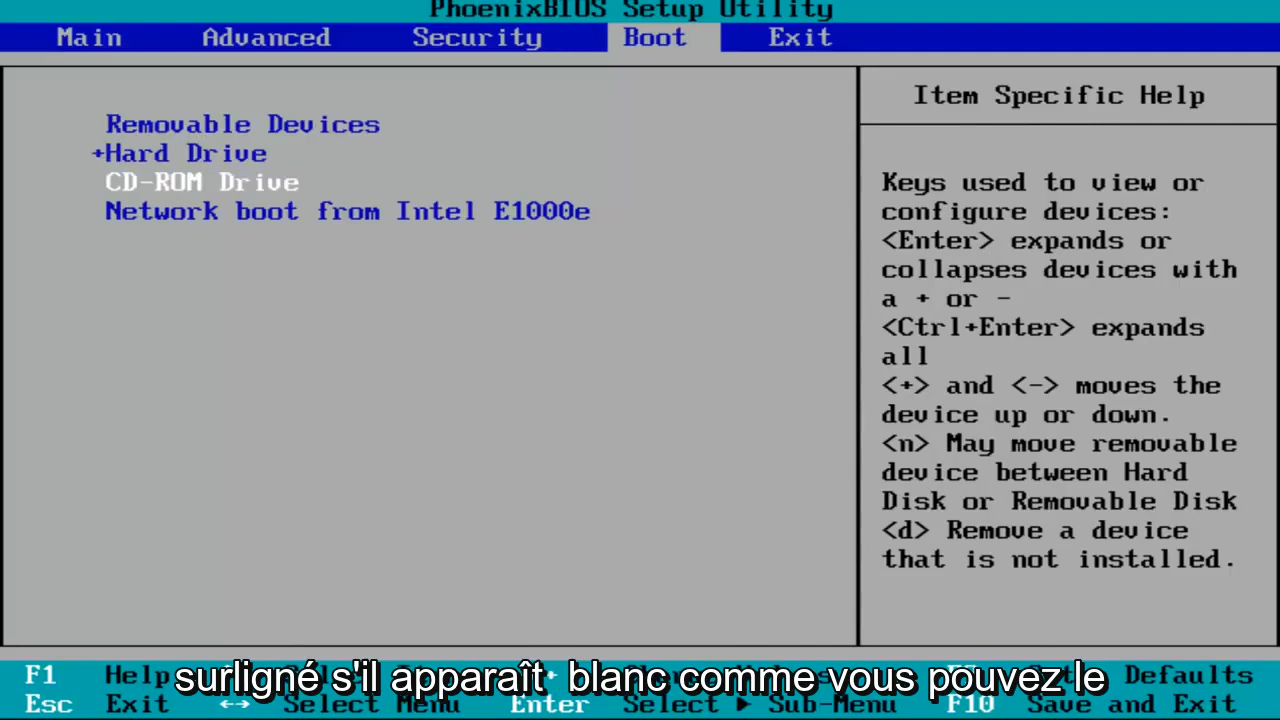 PhoenixBIOS Setup Utility
Main Advanced Security Boot Exit
Removable Devices
+Hard Drive
CD-ROM Drive
Network boot from Intel E1000e
Item Specific Help
Keys used to view or
configure devices:
<Enter> expands or
collapses devices with
a + or -
<Ctrl+Enter> expands
all
<+> and <-> moves the
device up or down.
<n> May move removable
device between Hard
Disk or Removable Disk
<d> Remove a device
that is not installed.
F1 Help Defaults
surligné s'il apparaît blanc comme vous pouvez le
Esc Exit ↔ Select Menu Enter Select ▶ Sub-Menu F10 Save and Exit